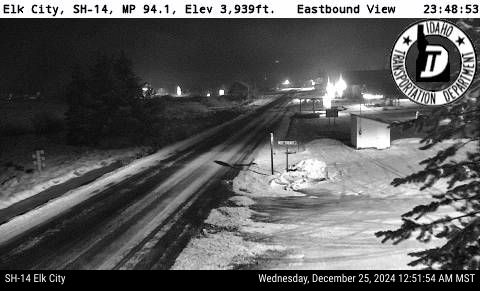 Elk City, SH-14, MP 94.1, Elev 3,939ft.   Eastbound View    23:48:53
IDAHO
TRANSPORTATION DEPARTMENT
SH-14 Elk City
Wednesday, December 25, 2024 12:51:54 AM MST